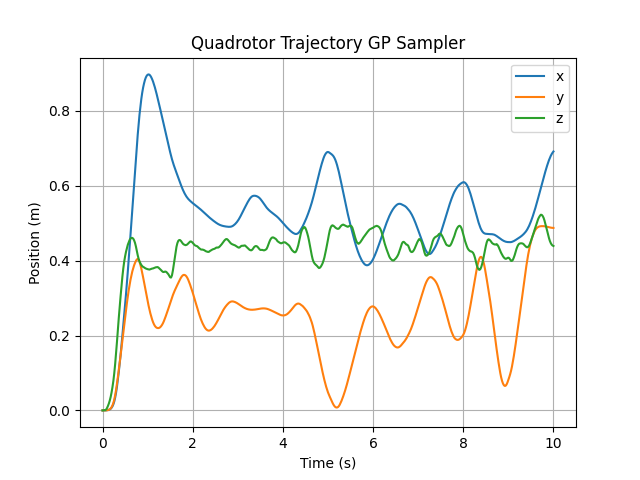 Quadrotor Trajectory GP Sampler
x
y
z
Position (m)
0.8
0.6
0.4
0.2
0.0
0 2 4 6 8 10
Time (s)